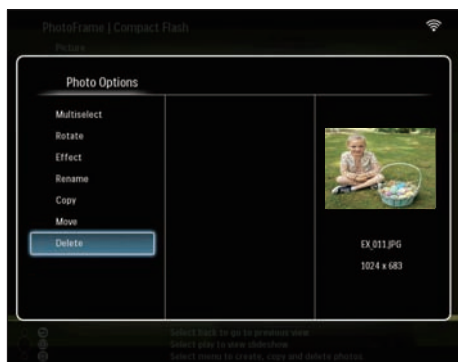 PhotoFrame | Compact Flash
Picture
Photo Options
Multiselect
Rotate
Effect
Rename
Copy
Move
Delete
EX_011.JPG
1024 x 683
Select back to go to previous view
Select play to view slideshow
Select menu to create, copy and delete photos